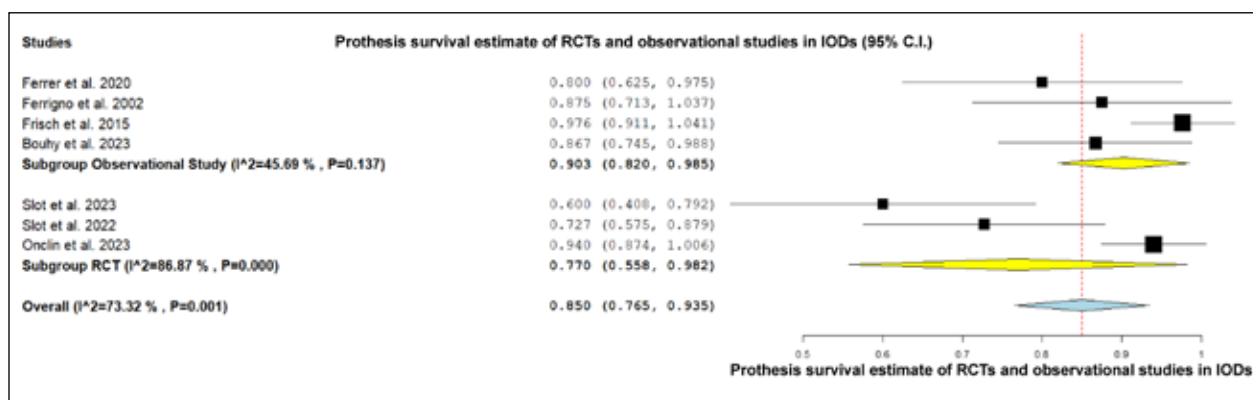 Studies Prothesis survival estimate of RCTs and observational studies in IODs (95% C.I.)
Ferrer et al. 2020 0.800 (0.625, 0.975)
Ferrigno et al. 2002 0.875 (0.713, 1.037)
Frisch et al. 2015 0.976 (0.911, 1.041)
Bouhy et al. 2023 0.867 (0.745, 0.988)
Subgroup Observational Study (I^2=45.69 % , P=0.137) 0.903 (0.820, 0.985)
Slot et al. 2023 0.600 (0.408, 0.792)
Slot et al. 2022 0.727 (0.575, 0.879)
Onclin et al. 2023 0.940 (0.874, 1.006)
Subgroup RCT (I^2=86.87 % , P=0.000) 0.770 (0.558, 0.982)
Overall (I^2=73.32 % , P=0.001) 0.850 (0.765, 0.935)
0.5 0.6 0.7 0.8 0.9 1
Prothesis survival estimate of RCTs and observational studies in IODs